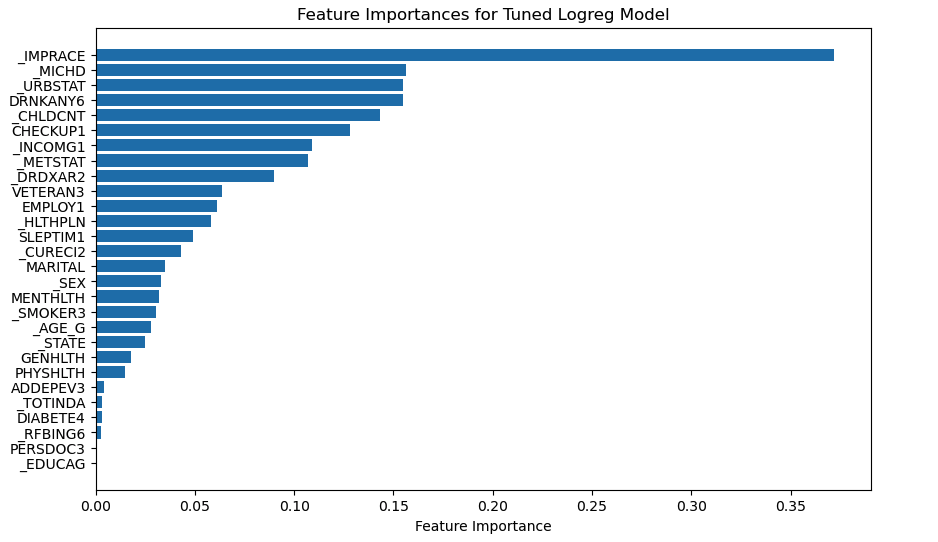 Feature Importances for Tuned Logreg Model
_IMPRACE
_MICHD
_URBSTAT
DRNKANY6
_CHLDCNT
CHECKUP1
_INCOMG1
_METSTAT
_DRDXAR2
VETERAN3
EMPLOY1
_HLTHPLN
SLEPTIM1
_CURECI2
MARITAL
_SEX
MENTHLTH
_SMOKER3
_AGE_G
_STATE
GENHLTH
PHYSHLTH
ADDEPEV3
_TOTINDA
DIABETE4
_RFBING6
PERSDOC3
_EDUCAG
0.00 0.05 0.10 0.15 0.20 0.25 0.30 0.35
Feature Importance